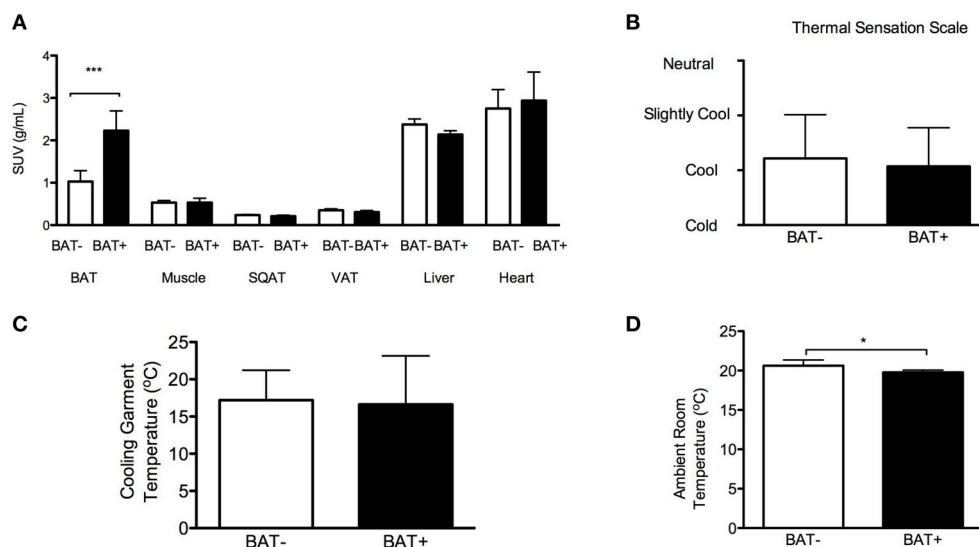 A
SUV (g/mL)
4
3
2
1
0
***
BAT- BAT+ BAT- BAT+ BAT- BAT+ BAT- BAT+ BAT- BAT+ BAT- BAT+
BAT Muscle SQAT VAT Liver Heart
B
Thermal Sensation Scale
Neutral
Slightly Cool
Cool
Cold
BAT- BAT+
C
Cooling Garment
Temperature (ºC)
25
20
15
10
5
0
BAT- BAT+
D
Ambient Room
Temperature (ºC)
25
20
15
10
5
0
*
BAT- BAT+